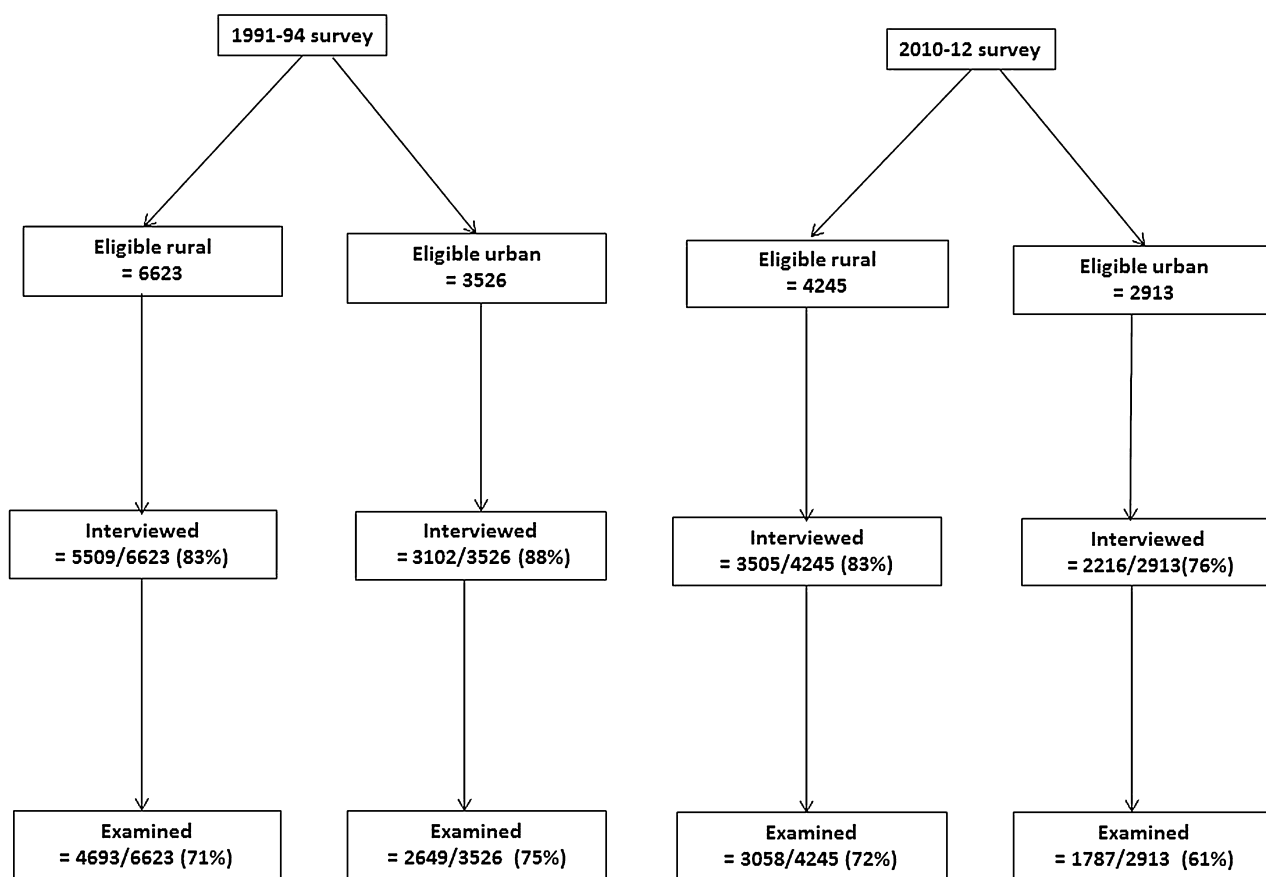 1991-94 survey
2010-12 survey
Eligible rural
= 6623
Eligible urban
= 3526
Eligible rural
= 4245
Eligible urban
= 2913
Interviewed
= 5509/6623 (83%)
Interviewed
= 3102/3526 (88%)
Interviewed
= 3505/4245 (83%)
Interviewed
= 2216/2913(76%)
Examined
= 4693/6623 (71%)
Examined
= 2649/3526  (75%)
Examined
= 3058/4245 (72%)
Examined
= 1787/2913  (61%)